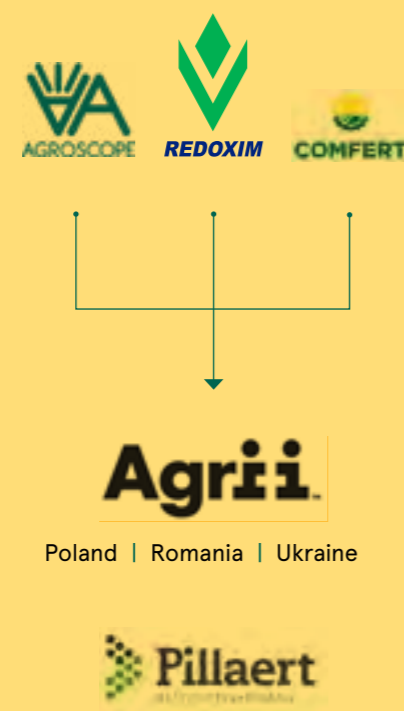 AGROSCOPE
REDOXIM
COMFERT
Agrii
Poland | Romania | Ukraine
Pillaert